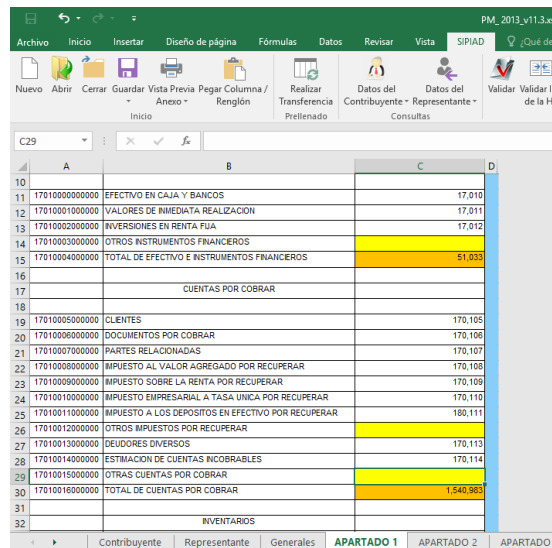 PM_ 2013_v11.3.xs
Archivo Inicio Insertar Diseño de página Fórmulas Datos Revisar Vista SIPIAD ¿Qué de
Nuevo Abrir Cerrar Guardar Vista Previa Pegar Columna / Realizar Datos del Datos del Validar Validar I
Anexo Renglón Transferencia Contribuyente Representante de la H
Inicio Prellenado Consultas
C29 fx
A B C D
10
11 17010000000000 EFECTIVO EN CAJA Y BANCOS 17,010
12 17010001000000 VALORES DE INMEDIATA REALIZACION 17,011
13 17010002000000 INVERSIONES EN RENTA FIJA 17,012
14 17010003000000 OTROS INSTRUMENTOS FINANCIEROS
15 17010004000000 TOTAL DE EFECTIVO E INSTRUMENTOS FINANCIEROS 51,033
16
17 CUENTAS POR COBRAR
18
19 17010005000000 CLIENTES 170,105
20 17010006000000 DOCUMENTOS POR COBRAR 170,106
21 17010007000000 PARTES RELACIONADAS 170,107
22 17010008000000 IMPUESTO AL VALOR AGREGADO POR RECUPERAR 170,108
23 17010009000000 IMPUESTO SOBRE LA RENTA POR RECUPERAR 170,109
24 17010010000000 IMPUESTO EMPRESARIAL A TASA UNICA POR RECUPERAR 170,110
25 17010011000000 IMPUESTO A LOS DEPOSITOS EN EFECTIVO POR RECUPERAR 180,111
26 17010012000000 OTROS IMPUESTOS POR RECUPERAR
27 17010013000000 DEUDORES DIVERSOS 170,113
28 17010014000000 ESTIMACION DE CUENTAS INCOBRABLES 170,114
29 17010015000000 OTRAS CUENTAS POR COBRAR
30 17010016000000 TOTAL DE CUENTAS POR COBRAR 1,540,983
31
32 INVENTARIOS
Contribuyente Representante Generales APARTADO 1 APARTADO 2 APARTADO